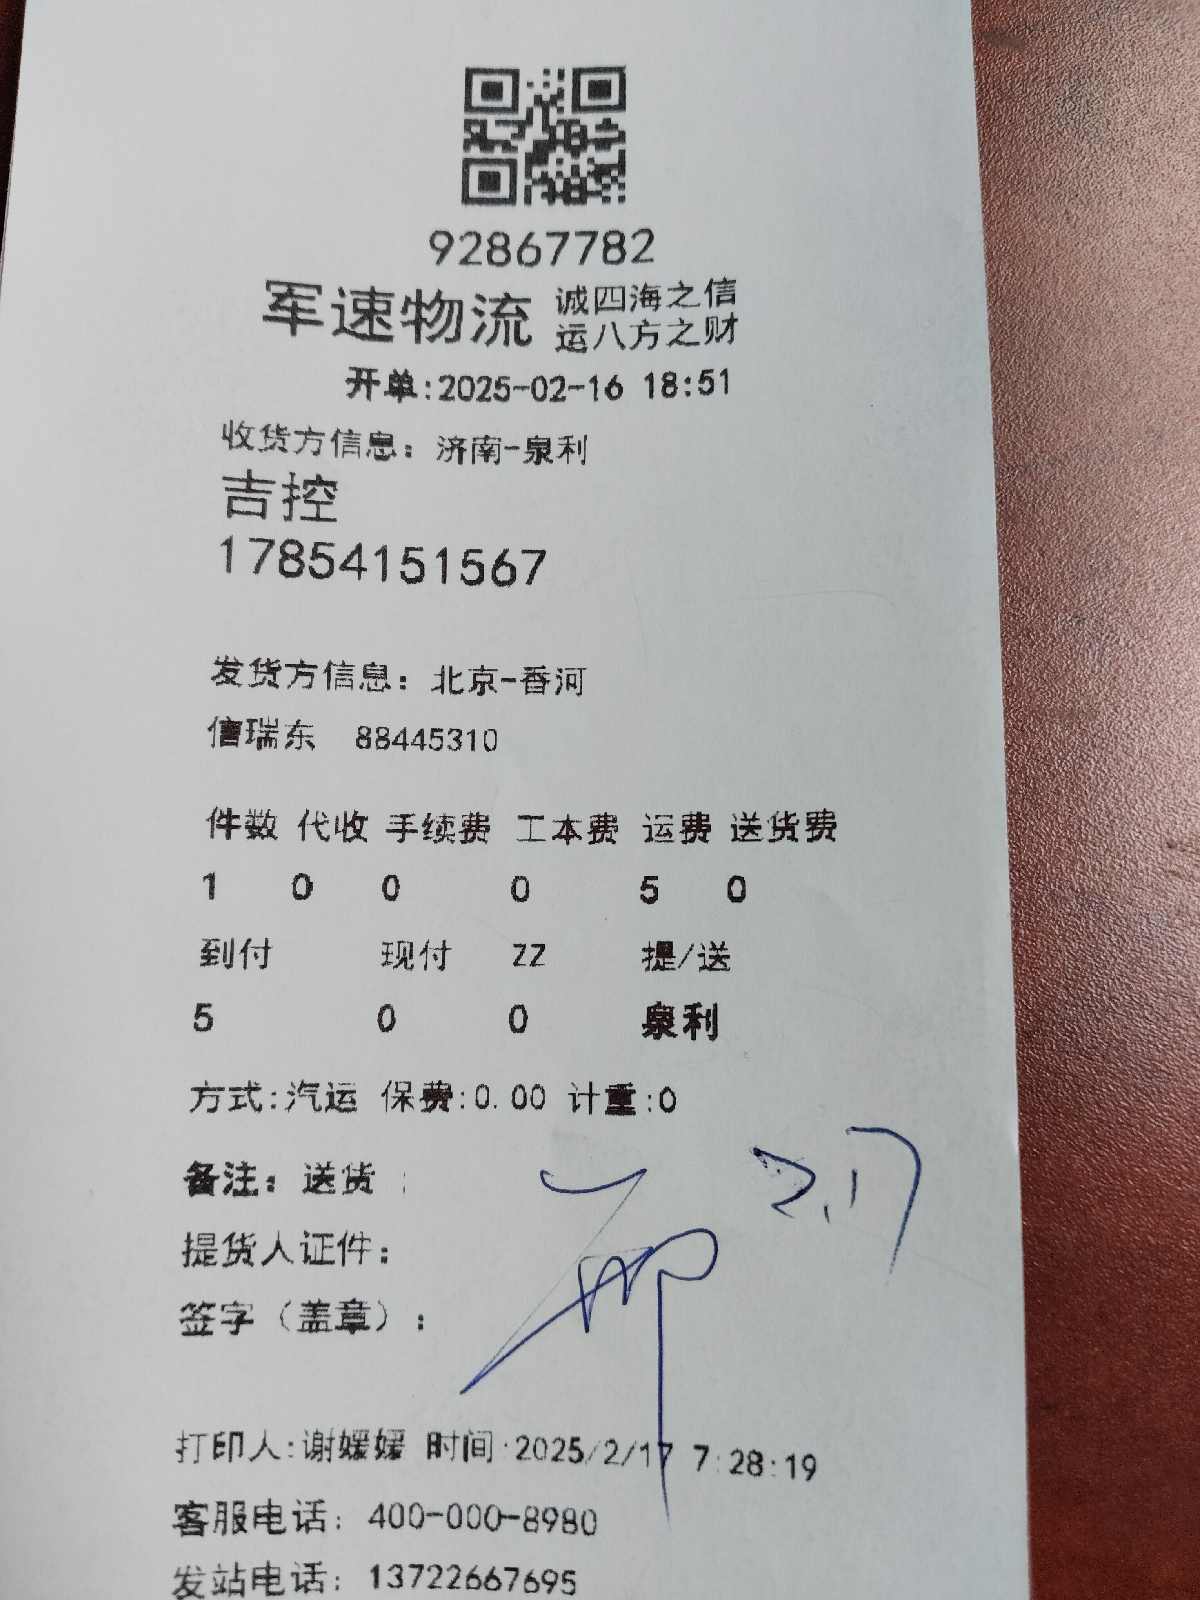 92867782
军速物流 诚四海之信
运八方之财
开单:2025-02-16 18:51
收货方信息：济南-泉利
吉控
17854151567
发货方信息：北京-香河
信瑞东 88445310
件数 代收 手续费 工本费 运费 送货费
1 0 0 0 5 0
到付 现付 ZZ 提/送
5 0 0 泉利
方式:汽运 保费:0.00 计重:0
备注：送货 ;
2.17
提货人证件：
签字（盖章）：
打印人:谢媛媛 时间:2025/2/17 7:28:19
客服电话：400-000-8980
发站电话：13722667695